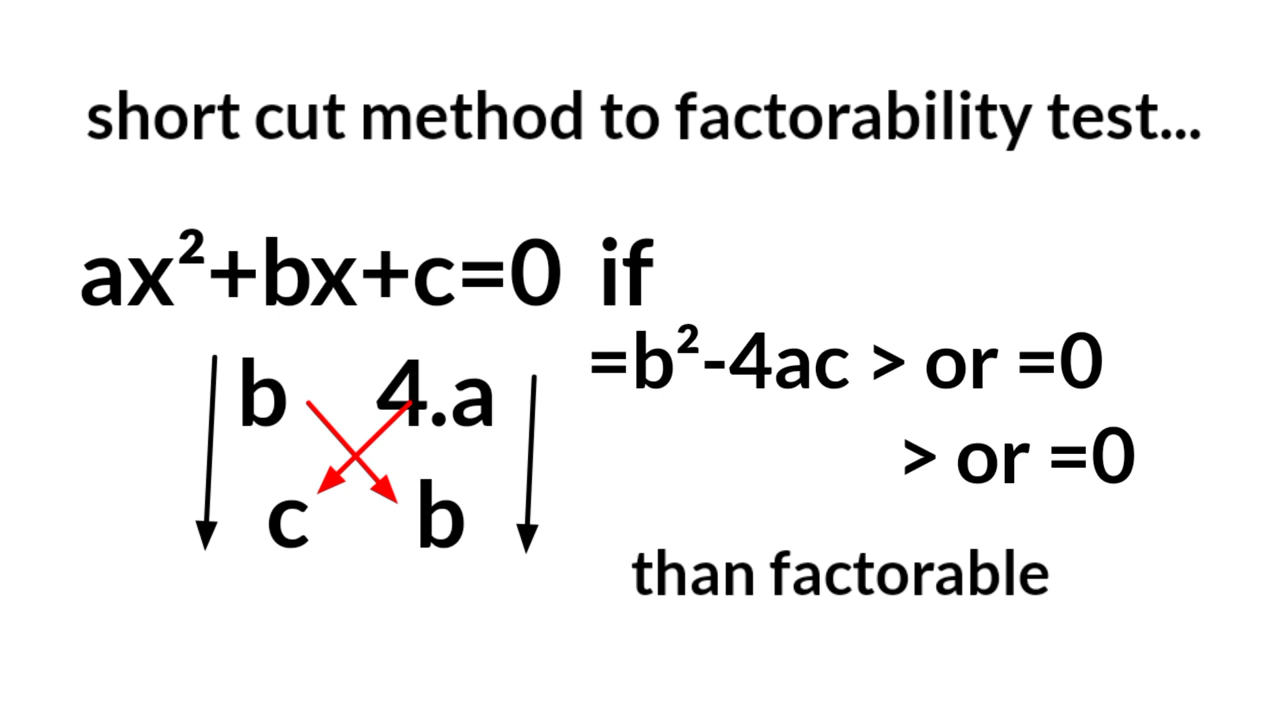 short cut method to factorability test...
ax²+bx+c=0 if
=b²-4ac > or =0
b 4.a
> or =0
c b
than factorable